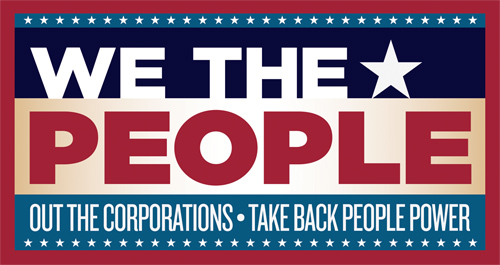 WE THE
PEOPLE
OUT THE CORPORATIONS • TAKE BACK PEOPLE POWER